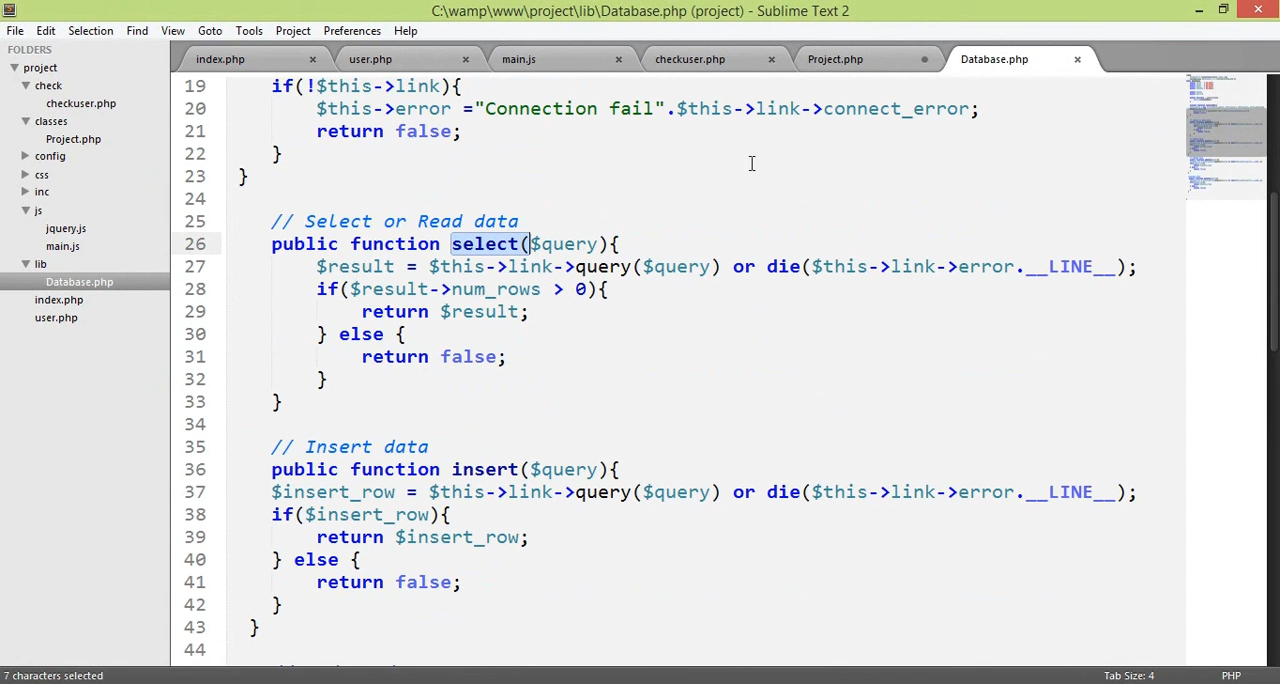 C:\wamp\www\project\lib\Database.php (project) - Sublime Text 2
File Edit Selection Find View Goto Tools Project Preferences Help
FOLDERS
project
check
checkuser.php
classes
Project.php
config
css
inc
js
jquery.js
main.js
lib
Database.php
index.php
user.php
index.php user.php main.js checkuser.php Project.php Database.php
19 if(!$this->link){
20 $this->error ="Connection fail".$this->link->connect_error;
21 return false;
22 }
23 }
24
25 // Select or Read data
26 public function select($query){
27 $result = $this->link->query($query) or die($this->link->error.__LINE__);
28 if($result->num_rows > 0){
29 return $result;
30 } else {
31 return false;
32 }
33 }
34
35 // Insert data
36 public function insert($query){
37 $insert_row = $this->link->query($query) or die($this->link->error.__LINE__);
38 if($insert_row){
39 return $insert_row;
40 } else {
41 return false;
42 }
43 }
44
7 characters selected Tab Size: 4 PHP